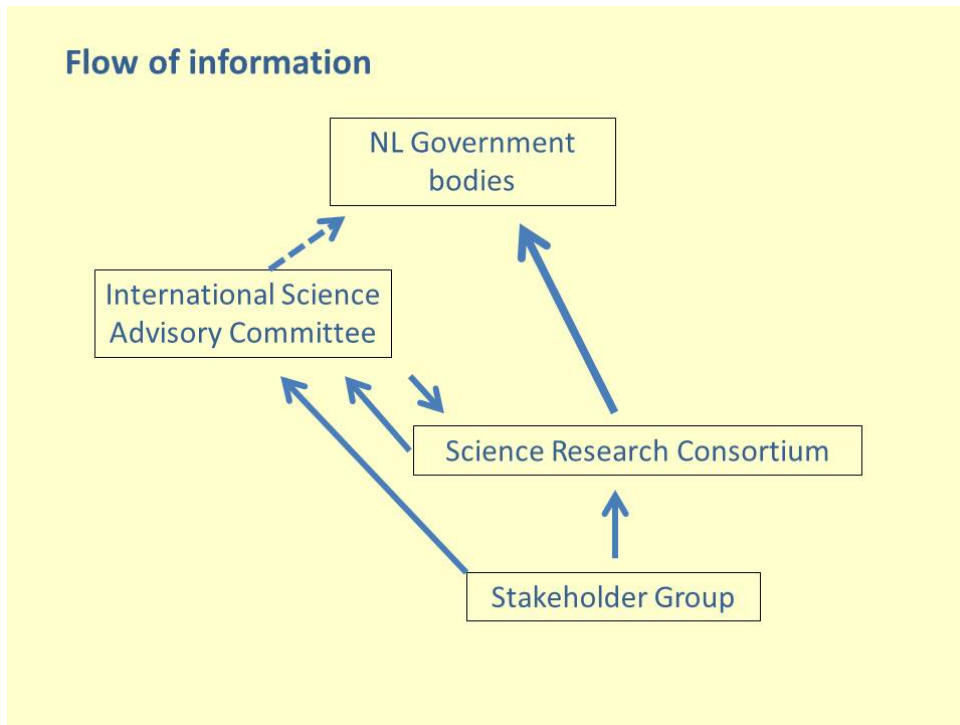 Flow of information
NL Government
bodies
International Science
Advisory Committee
Science Research Consortium
Stakeholder Group